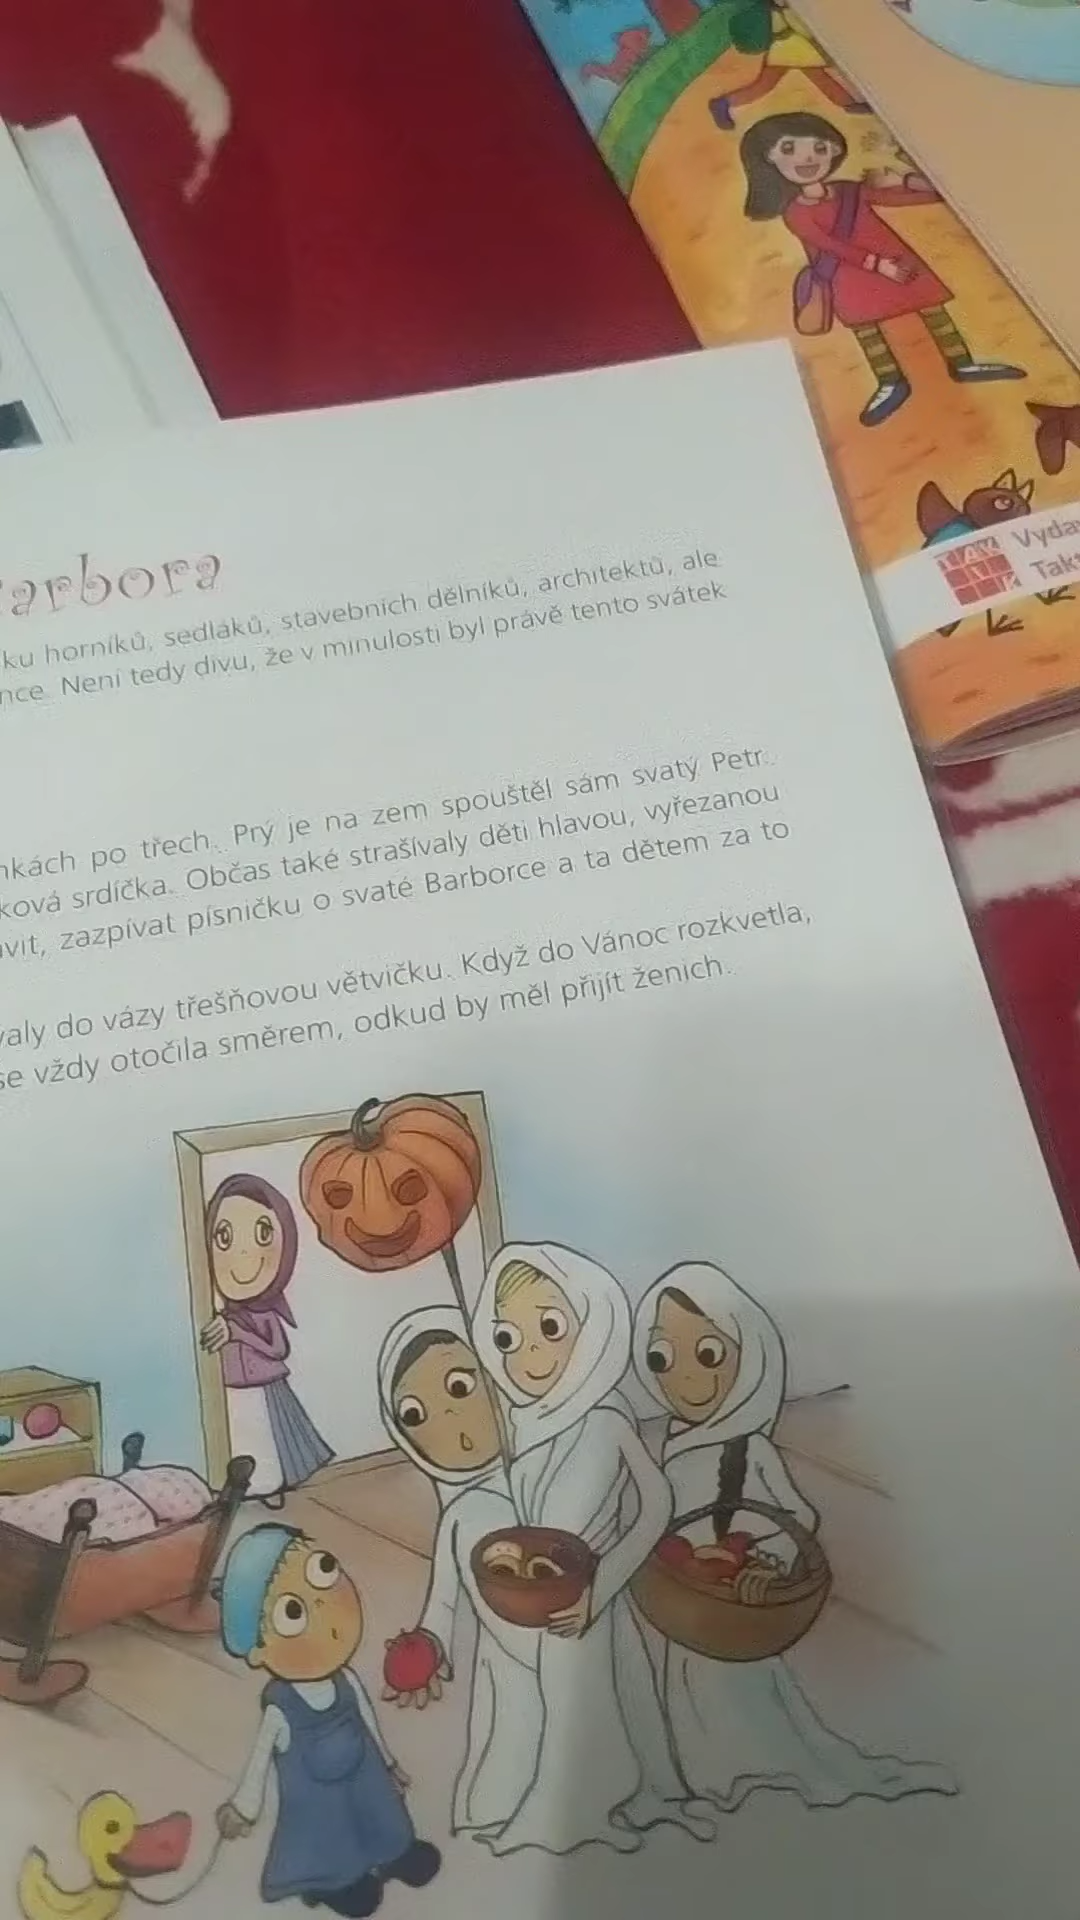 arbora
ku horníků, sedláků, stavebních dělníků, architektů, ale
nce. Není tedy divu, že v minulosti byl právě tento svátek
nkách po třech. Prý je na zem spouštěl sám svatý Petr.
ková srdíčka. Občas také strašívaly děti hlavou, vyřezanou
vit, zazpívat písničku o svaté Barborce a ta dětem za to
valy do vázy třešňovou větvičku. Když do Vánoc rozkvetla,
se vždy otočila směrem, odkud by měl přijít ženich.
TAK
TIK
Vyda
Takt